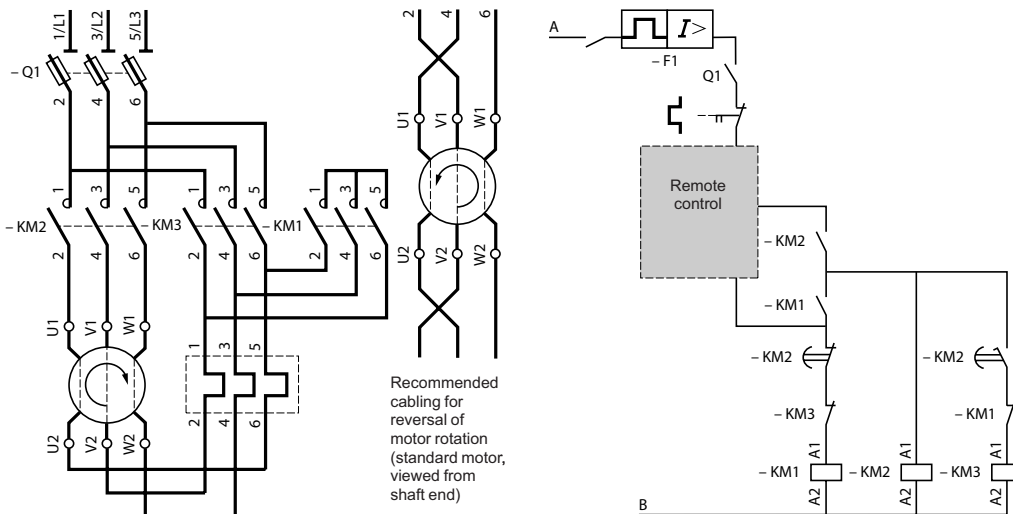 1/L1 3/L2 5/L3
– Q1
2 4 6
1 3 5 1 3 5 1 3 5
– KM2 – KM3 – KM1
2 4 6 2 4 6 2 4 6
U1 V1 W1
1 3 5
2 4 6
U2 V2 W2
2 4 6
U1 V1 W1
U2 V2 W2
Recommended
cabling for
reversal of
motor rotation
(standard motor,
viewed from
shaft end)
A
I>
– F1
Q1
Remote
control
– KM2
– KM1
– KM2
– KM2
– KM3
– KM1
A1 A1 A1
– KM1 – KM2 – KM3
A2 A2 A2
B